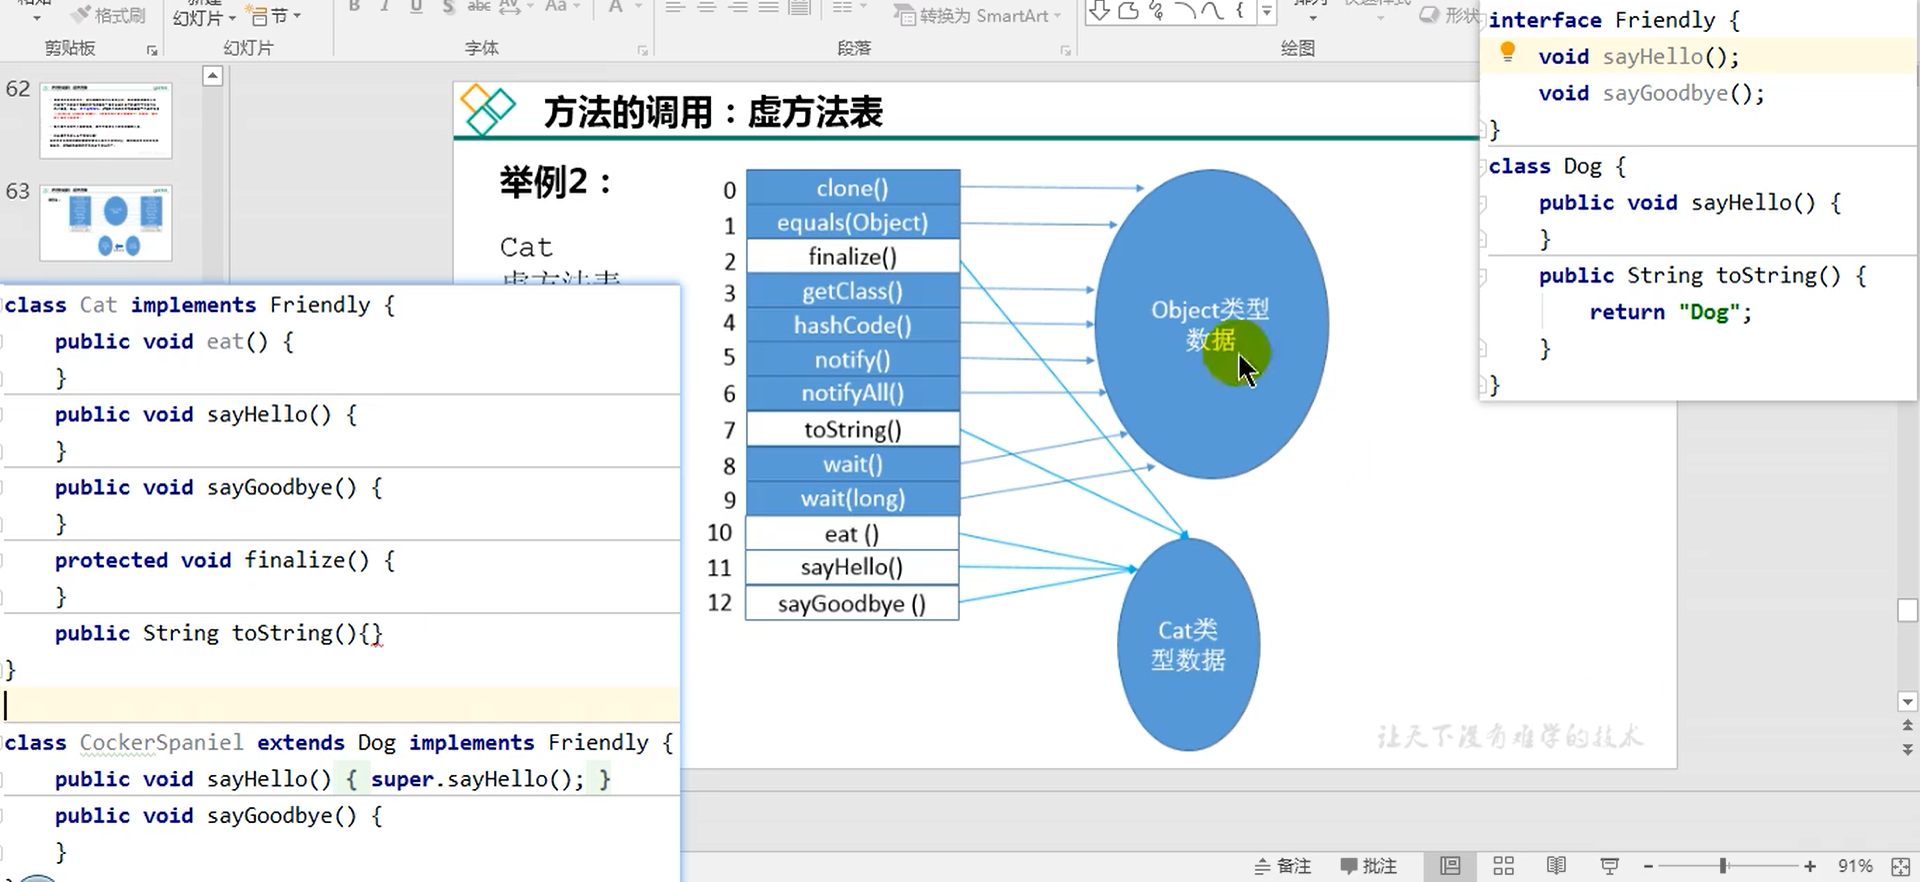 格式刷
幻灯片
节
剪贴板
幻灯片
B I U S abc AV Aa A
字体
段落
转换为 SmartArt
绘图
62
63
方法的调用：虚方法表
举例2：
Cat
虚方法表
0 clone()
1 equals(Object)
2 finalize()
3 getClass()
4 hashCode()
5 notify()
6 notifyAll()
7 toString()
8 wait()
9 wait(long)
10 eat ()
11 sayHello()
12 sayGoodbye ()
Object类型
数据
Cat类
型数据
让天下没有难学的技术
interface Friendly {
void sayHello();
void sayGoodbye();
}
class Dog {
public void sayHello() {
}
public String toString() {
return "Dog";
}
}
class Cat implements Friendly {
public void eat() {
}
public void sayHello() {
}
public void sayGoodbye() {
}
protected void finalize() {
}
public String toString(){}
}
class CockerSpaniel extends Dog implements Friendly {
public void sayHello() { super.sayHello(); }
public void sayGoodbye() {
}
备注
批注
91%